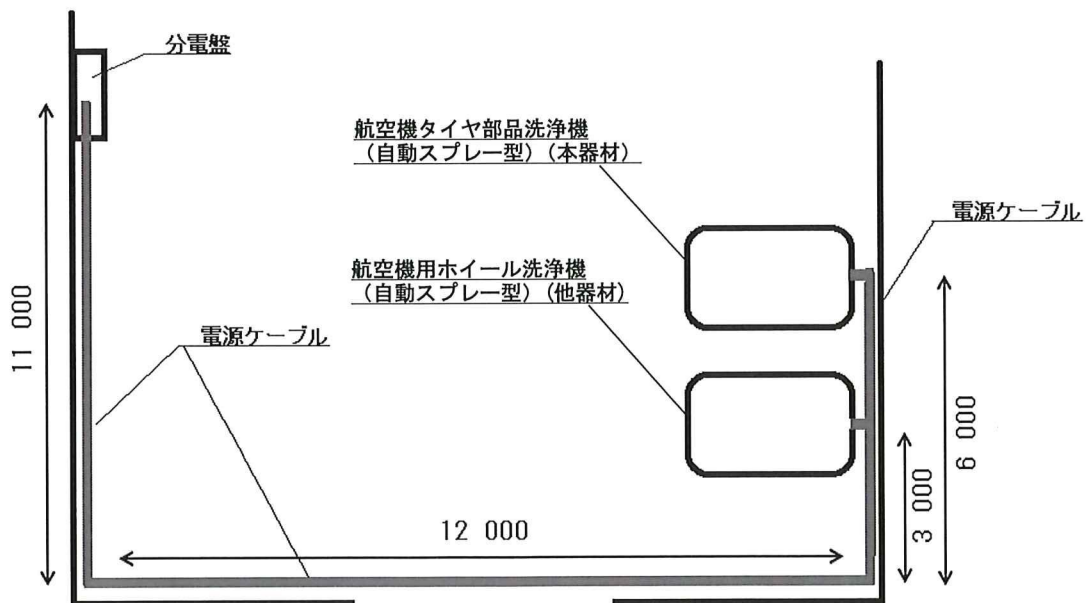 分電盤
航空機タイヤ部品洗浄機
（自動スプレー型）（本器材）
電源ケーブル
航空機用ホイール洗浄機
（自動スプレー型）（他器材）
電源ケーブル
11 000
12 000
3 000
6 000